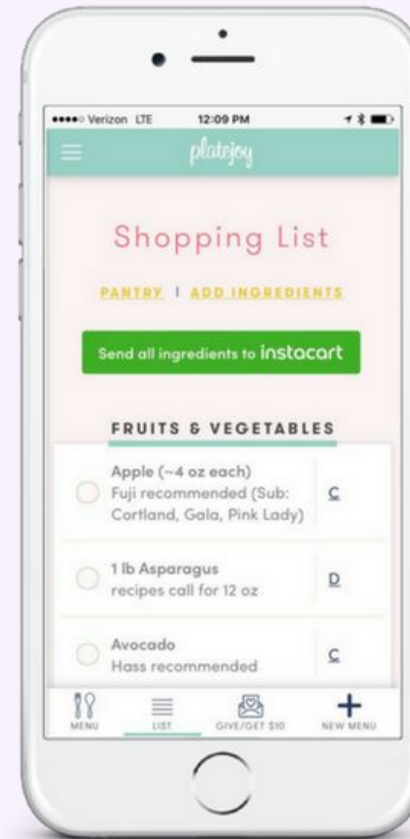 Verizon LTE 12:09 PM
platejoy
Shopping List
PANTRY | ADD INGREDIENTS
Send all ingredients to instacart
FRUITS & VEGETABLES
Apple (~4 oz each)
Fuji recommended (Sub:
Cortland, Gala, Pink Lady)
C
1 lb Asparagus
recipes call for 12 oz
D
Avocado
Hass recommended
C
MENU LIST GIVE/GET $10 NEW MENU